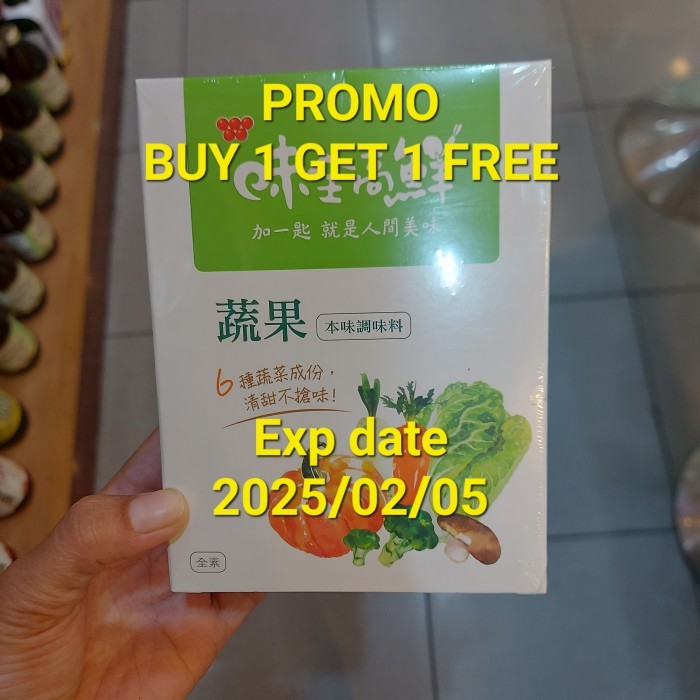 PROMO
BUY 1 GET 1 FREE
味全高鮮
加一匙 就是人間美味
蔬果 本味調味料
6種蔬菜成份,
清甜不搶味!
Exp date
2025/02/05
全素